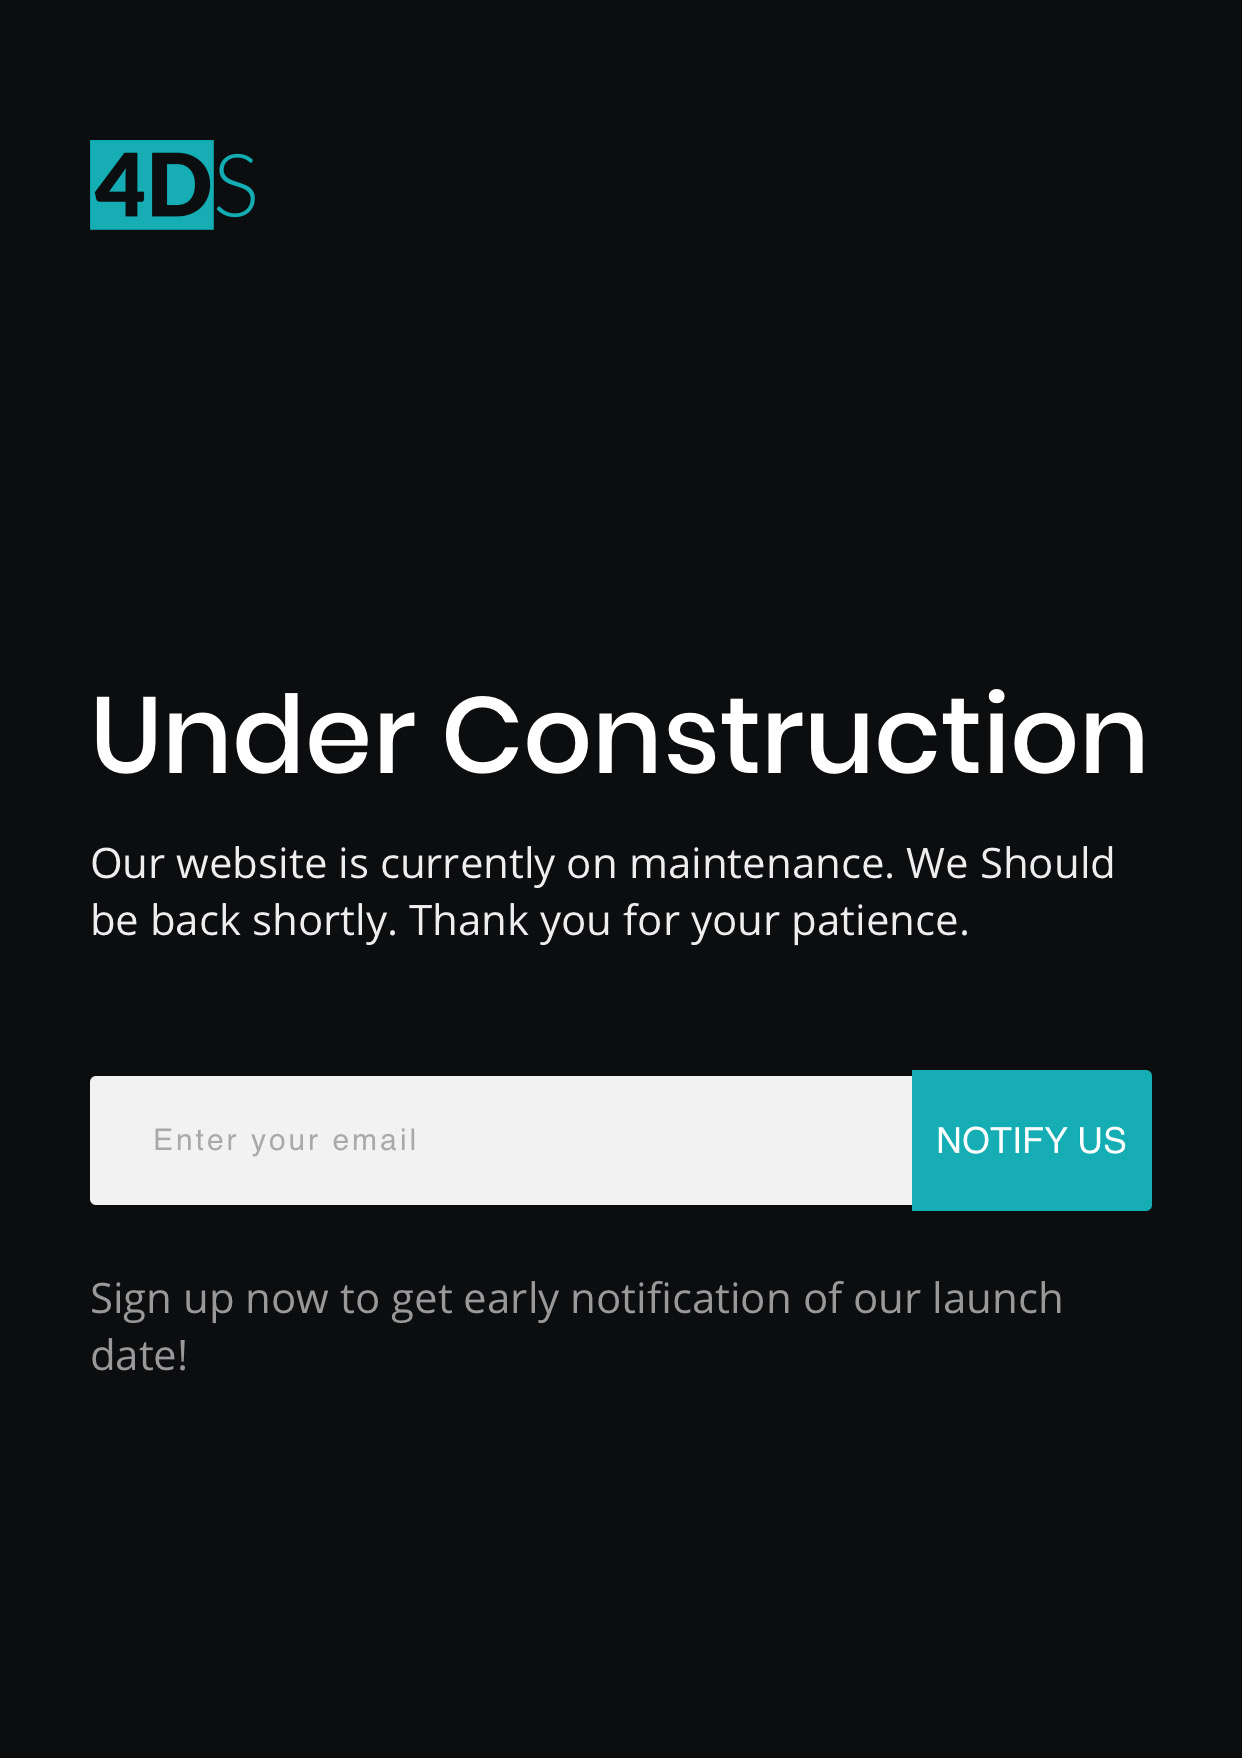 4DS
Under Construction
Our website is currently on maintenance. We Should
be back shortly. Thank you for your patience.
Enter your email
NOTIFY US
Sign up now to get early notification of our launch
date!